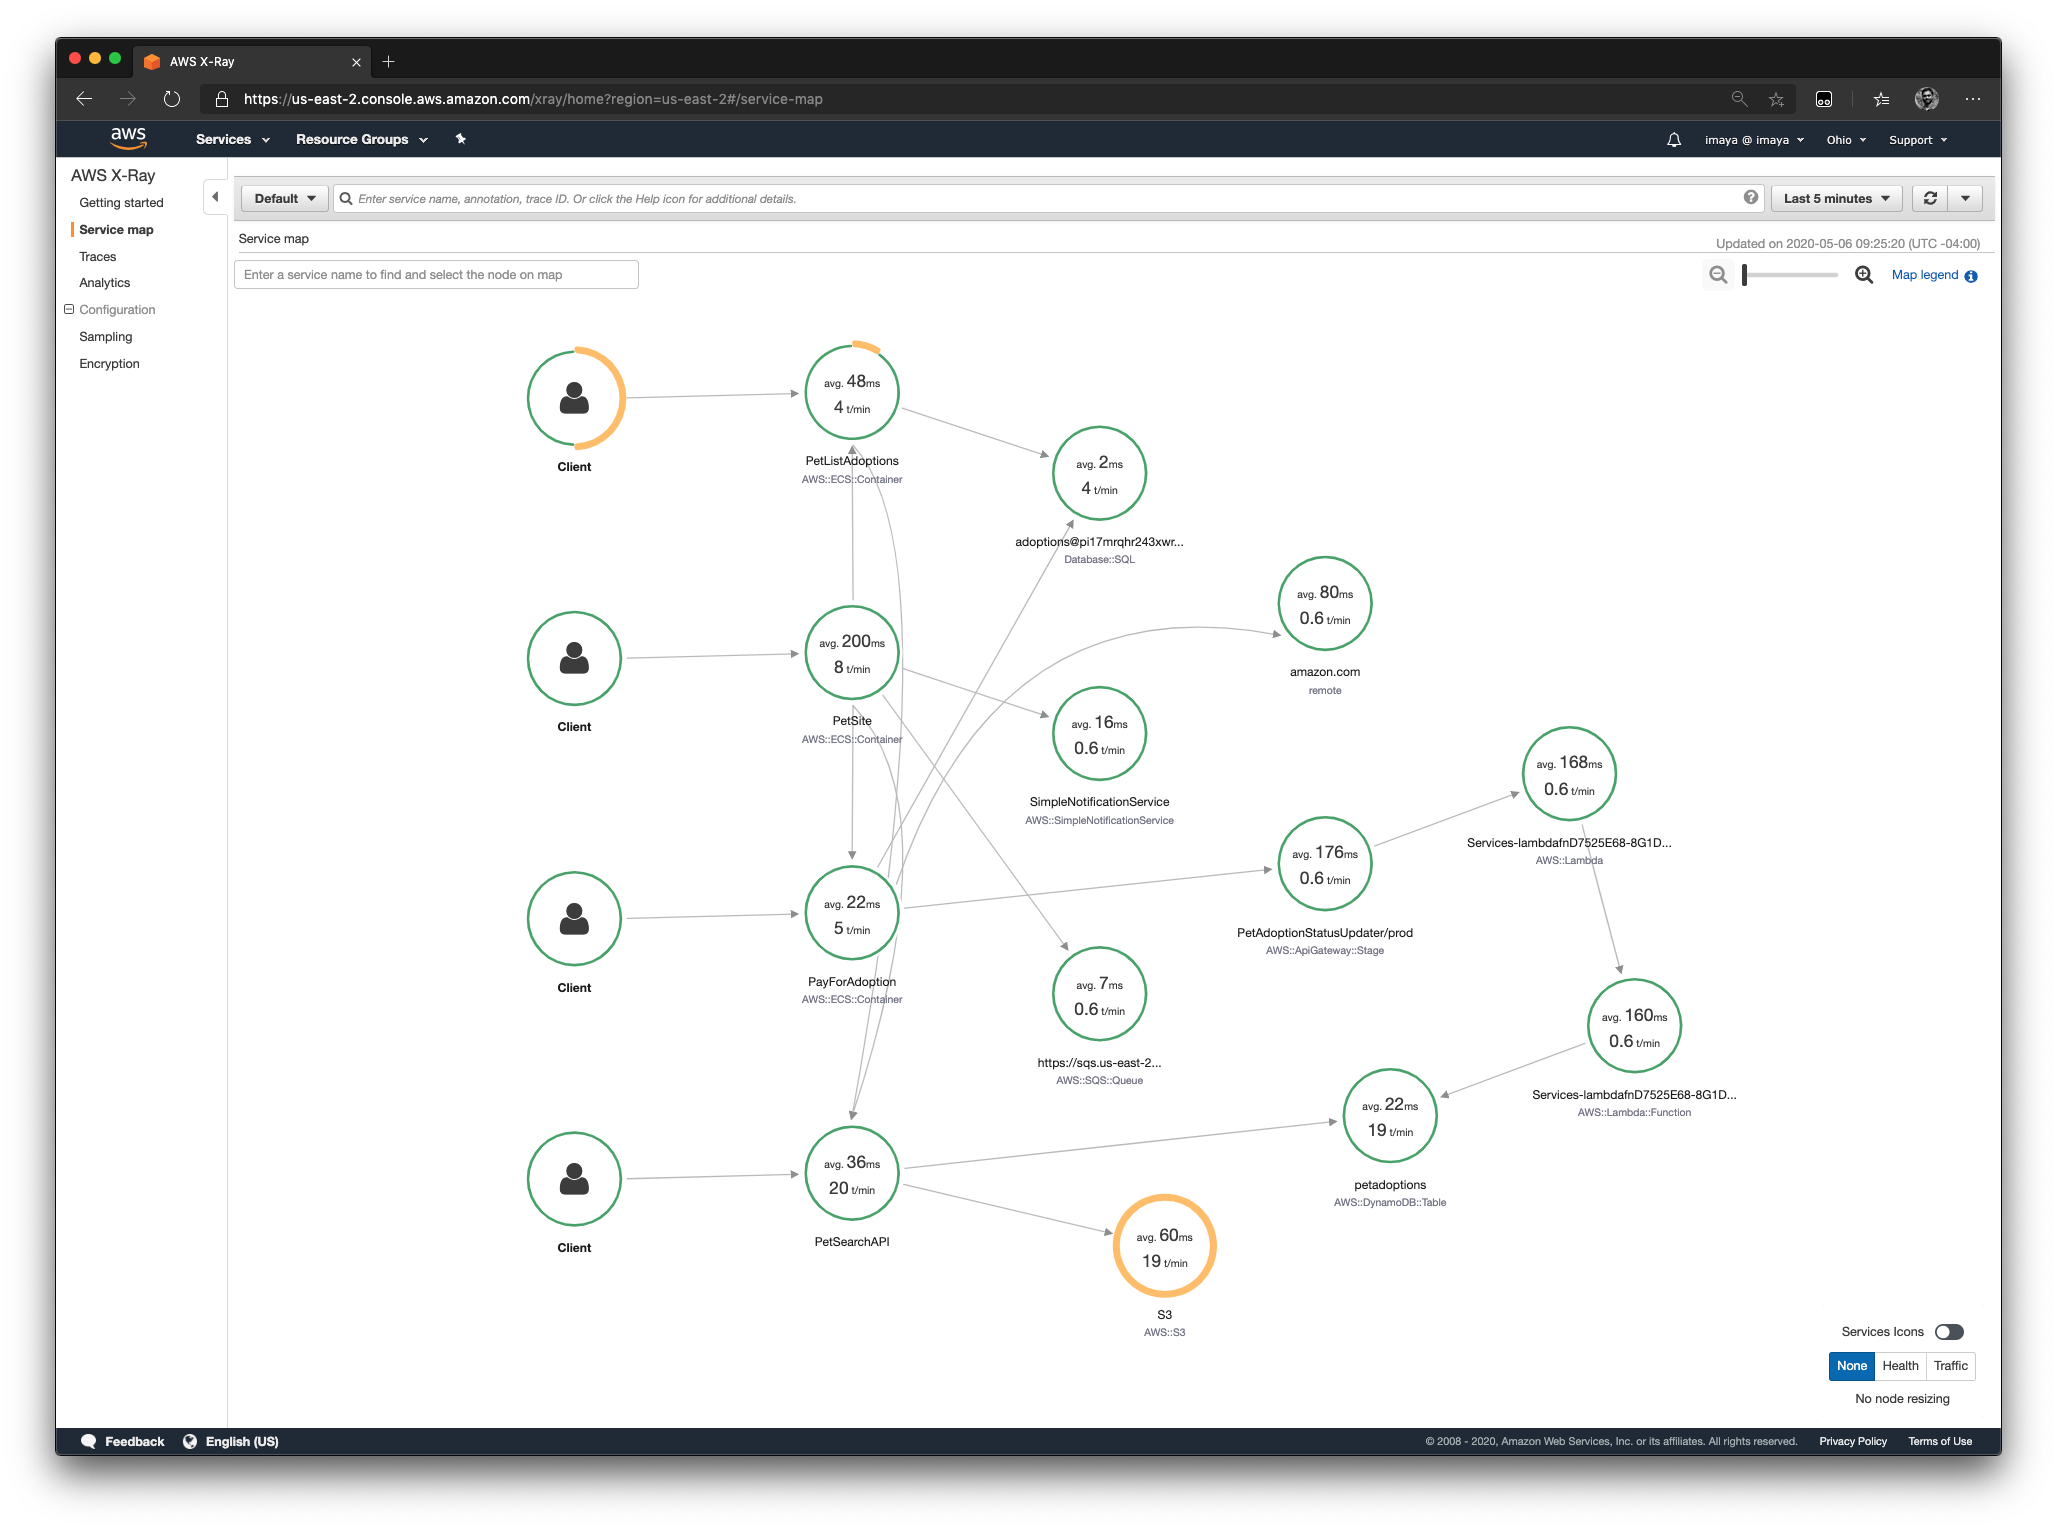 AWS X-Ray
https://us-east-2.console.aws.amazon.com/xray/home?region=us-east-2#/service-map
aws
Services
Resource Groups
imaya @ imaya
Ohio
Support
AWS X-Ray
Getting started
Service map
Traces
Analytics
Configuration
Sampling
Encryption
Default
Enter service name, annotation, trace ID. Or click the Help icon for additional details.
Last 5 minutes
Service map
Updated on 2020-05-06 09:25:20 (UTC -04:00)
Enter a service name to find and select the node on map
Map legend
Client
avg. 48ms
4 t/min
PetListAdoptions
AWS::ECS::Container
avg. 2ms
4 t/min
adoptions@pi17mrqhr243xwr...
Database::SQL
avg. 80ms
0.6 t/min
amazon.com
remote
Client
avg. 200ms
8 t/min
PetSite
AWS::ECS::Container
avg. 16ms
0.6 t/min
SimpleNotificationService
AWS::SimpleNotificationService
avg. 168ms
0.6 t/min
Services-lambdafnD7525E68-8G1D...
AWS::Lambda
avg. 176ms
0.6 t/min
PetAdoptionStatusUpdater/prod
AWS::ApiGateway::Stage
Client
avg. 22ms
5 t/min
PayForAdoption
AWS::ECS::Container
avg. 7ms
0.6 t/min
https://sqs.us-east-2...
AWS::SQS::Queue
avg. 160ms
0.6 t/min
Services-lambdafnD7525E68-8G1D...
AWS::Lambda::Function
avg. 22ms
19 t/min
petadoptions
AWS::DynamoDB::Table
Client
avg. 36ms
20 t/min
PetSearchAPI
avg. 60ms
19 t/min
S3
AWS::S3
Services Icons
None
Health
Traffic
No node resizing
Feedback
English (US)
© 2008 - 2020, Amazon Web Services, Inc. or its affiliates. All rights reserved.
Privacy Policy
Terms of Use